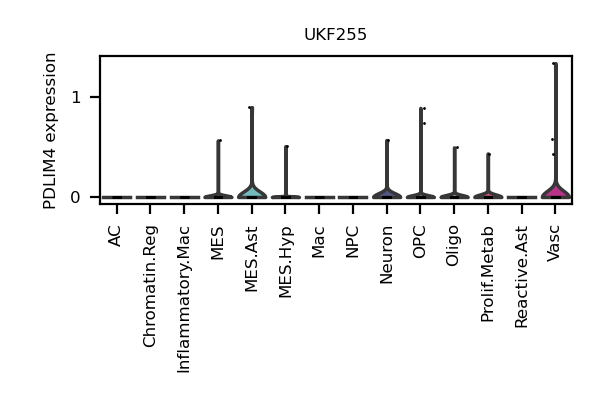 UKF255
PDLIM4 expression
1
0
AC
Chromatin.Reg
Inflammatory.Mac
MES
MES.Ast
MES.Hyp
Mac
NPC
Neuron
OPC
Oligo
Prolif.Metab
Reactive.Ast
Vasc